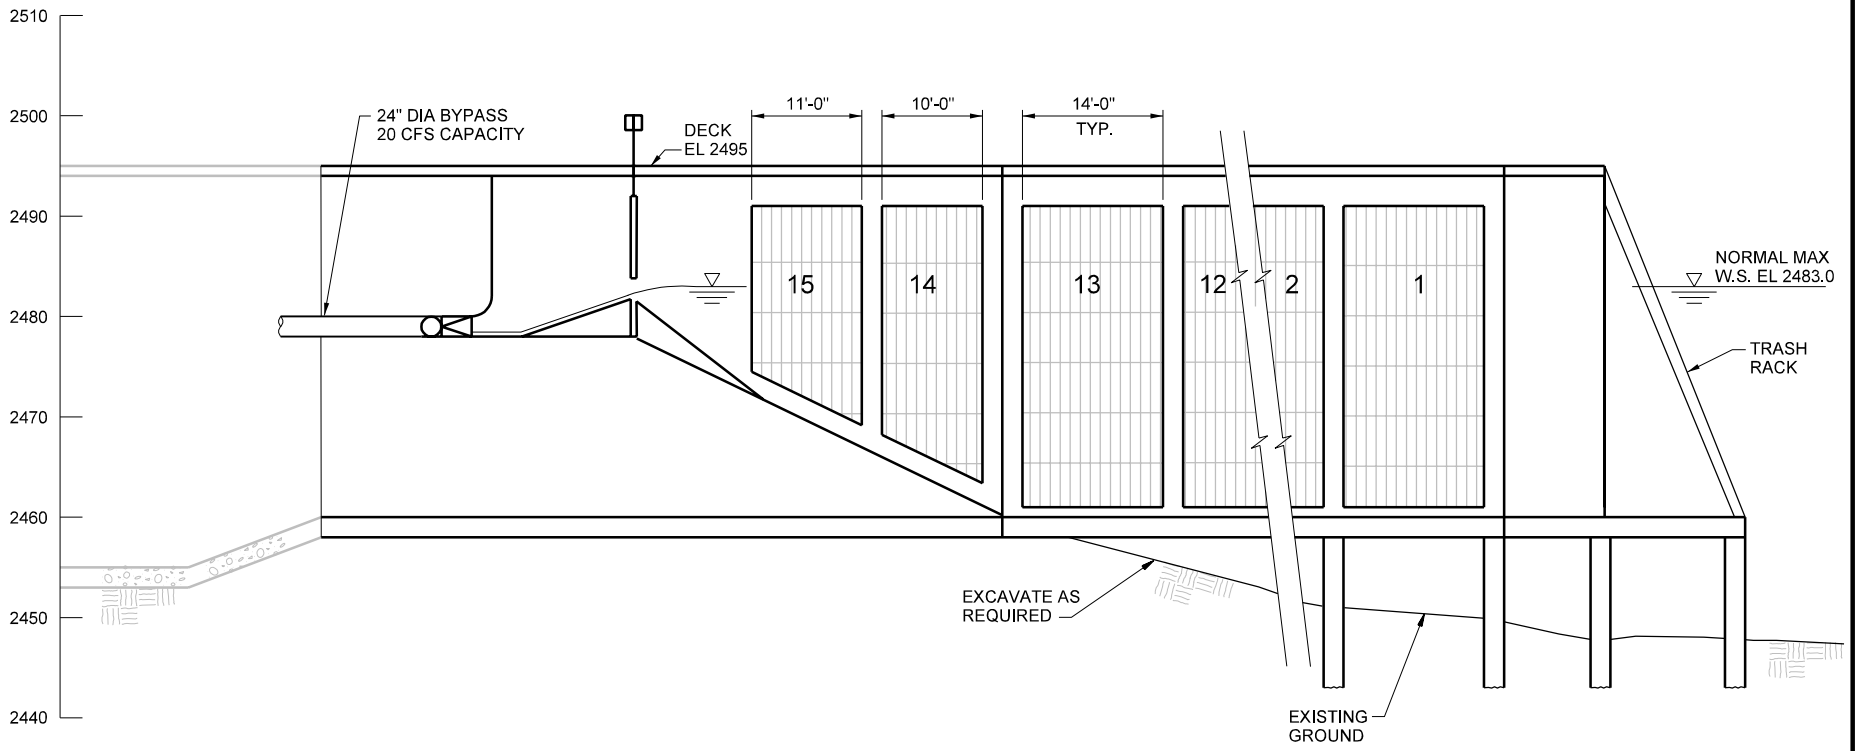 2510
2500
2490
2480
2470
2460
2450
2440
24" DIA BYPASS
20 CFS CAPACITY
DECK
EL 2495
11'-0"
10'-0"
14'-0"
TYP.
15
14
13
12
2
1
NORMAL MAX
W.S. EL 2483.0
TRASH
RACK
EXCAVATE AS
REQUIRED
EXISTING
GROUND